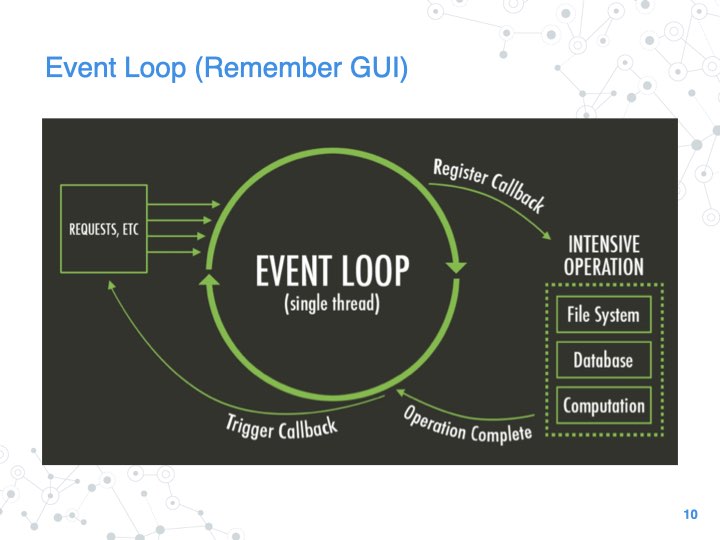 Event Loop (Remember GUI)
REQUESTS, ETC
EVENT LOOP
(single thread)
Register Callback
INTENSIVE
OPERATION
File System
Database
Computation
Operation Complete
Trigger Callback
10